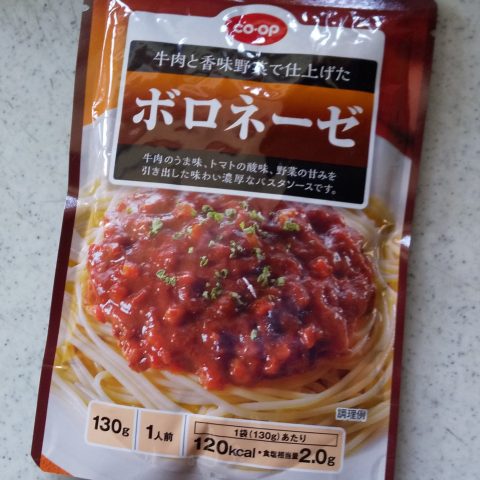 co·op
牛肉と香味野菜で仕上げた
ボロネーゼ
牛肉のうま味、トマトの酸味、野菜の甘みを
引き出した味わい濃厚なパスタソースです。
調理例
130g 1人前
1袋(130g)あたり
120kcal・食塩相当量2.0g